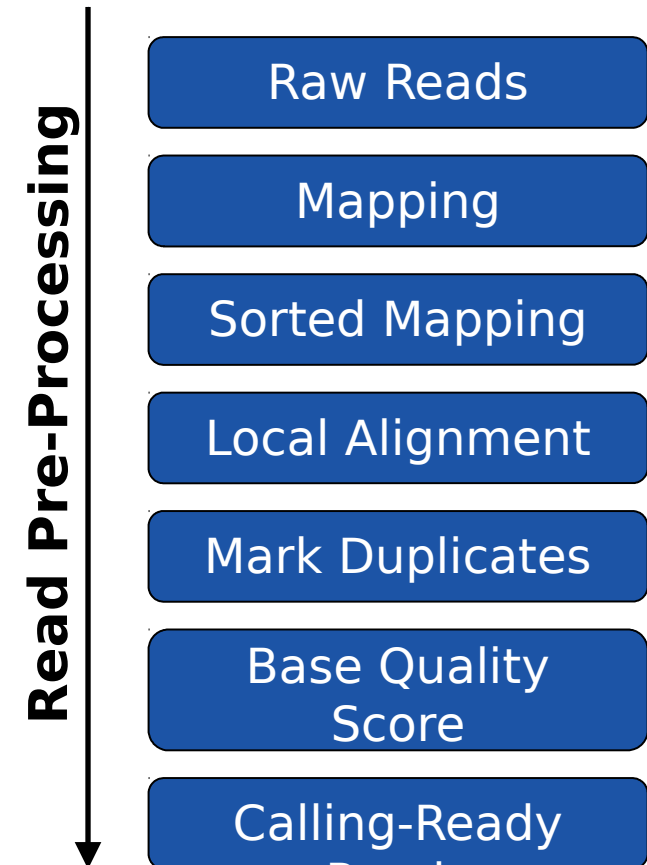 Read Pre-Processing
Raw Reads
Mapping
Sorted Mapping
Local Alignment
Mark Duplicates
Base Quality
Score
Calling-Ready